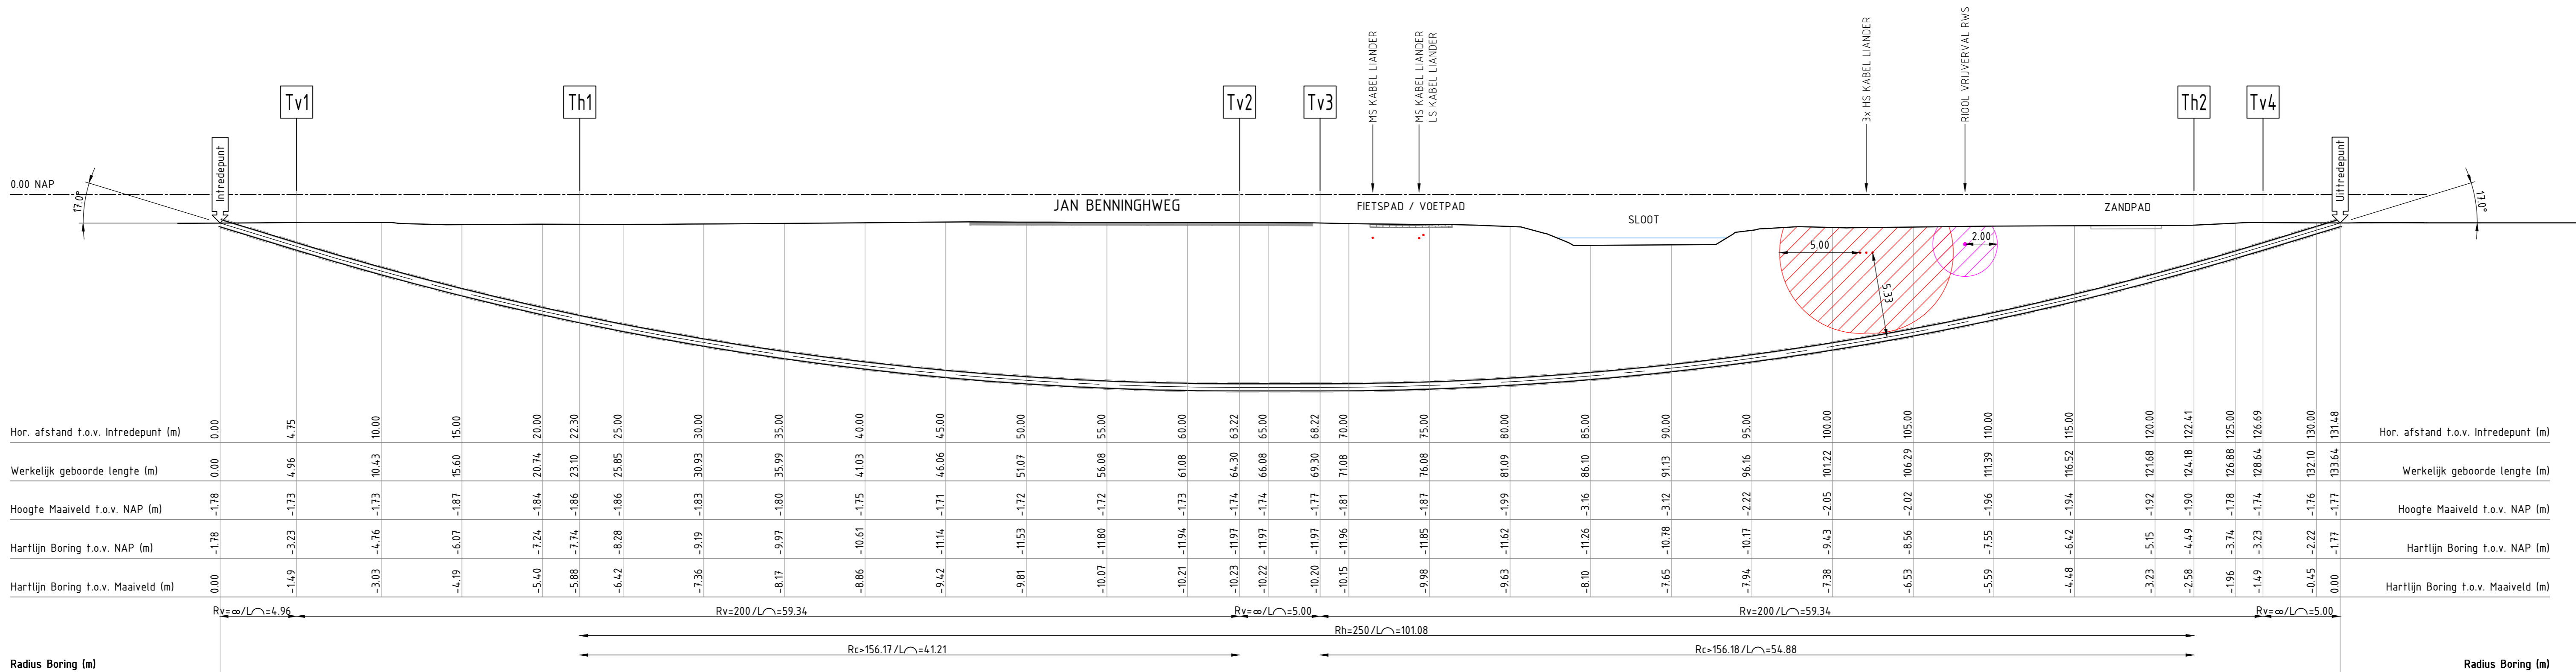 MS KABEL LIANDER
MS KABEL LIANDER
LS KABEL LIANDER
3x HS KABEL LIANDER
RIOOL VRIJVERVAL RWS
Tv1
Th1
Tv2
Tv3
Th2
Tv4
Intredepunt
Uittredepunt
0.00 NAP
17.0°
17.0°
JAN BENNINGHWEG
FIETSPAD / VOETPAD
SLOOT
ZANDPAD
5.00
2.00
5.33
Hor. afstand t.o.v. Intredepunt (m) 0.00 4.75 10.00 15.00 20.00 22.30 25.00 30.00 35.00 40.00 45.00 50.00 55.00 60.00 63.22 65.00 68.22 70.00 75.00 80.00 85.00 90.00 95.00 100.00 105.00 110.00 115.00 120.00 122.41 125.00 126.69 130.00 131.48 Hor. afstand t.o.v. Intredepunt (m)
Werkelijk geboorde lengte (m) 0.00 4.96 10.43 15.60 20.74 23.10 25.85 30.93 35.99 41.03 46.06 51.07 56.08 61.08 64.30 66.08 69.30 71.08 76.08 81.09 86.10 91.13 96.16 101.22 106.29 111.39 116.52 121.68 124.18 126.88 128.64 132.10 133.64 Werkelijk geboorde lengte (m)
Hoogte Maaiveld t.o.v. NAP (m) -1.78 -1.73 -1.73 -1.87 -1.84 -1.86 -1.86 -1.83 -1.80 -1.75 -1.71 -1.72 -1.72 -1.73 -1.74 -1.74 -1.77 -1.81 -1.87 -1.99 -3.16 -3.12 -2.22 -2.05 -2.02 -1.96 -1.94 -1.92 -1.90 -1.78 -1.74 -1.76 -1.77 Hoogte Maaiveld t.o.v. NAP (m)
Hartlijn Boring t.o.v. NAP (m) -1.78 -3.23 -4.76 -6.07 -7.24 -7.74 -8.28 -9.19 -9.97 -10.61 -11.14 -11.53 -11.80 -11.94 -11.97 -11.97 -11.97 -11.96 -11.85 -11.62 -11.26 -10.78 -10.17 -9.43 -8.56 -7.55 -6.42 -5.15 -4.49 -3.74 -3.23 -2.22 -1.77 Hartlijn Boring t.o.v. NAP (m)
Hartlijn Boring t.o.v. Maaiveld (m) 0.00 -1.49 -3.03 -4.19 -5.40 -5.88 -6.42 -7.36 -8.17 -8.86 -9.42 -9.81 -10.07 -10.21 -10.23 -10.22 -10.20 -10.15 -9.98 -9.63 -8.10 -7.65 -7.94 -7.38 -6.53 -5.59 -4.48 -3.23 -2.58 -1.96 -1.49 -0.45 0.00 Hartlijn Boring t.o.v. Maaiveld (m)
Rv=∞/L⌒=4.96 Rv=200/L⌒=59.34 Rv=∞/L⌒=5.00 Rv=200/L⌒=59.34 Rv=∞/L⌒=5.00
Rh=250/L⌒=101.08
Rc>156.17/L⌒=41.21 Rc>156.18/L⌒=54.88
Radius Boring (m) Radius Boring (m)